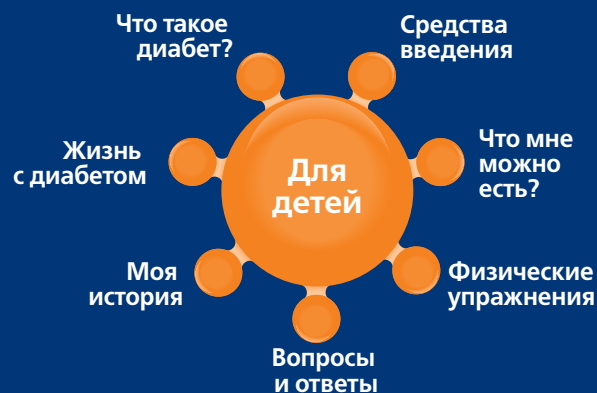 Что такое
диабет?
Средства
введения
Жизнь
с диабетом
Для
детей
Что мне
можно
есть?
Моя
история
Физические
упражнения
Вопросы
и ответы